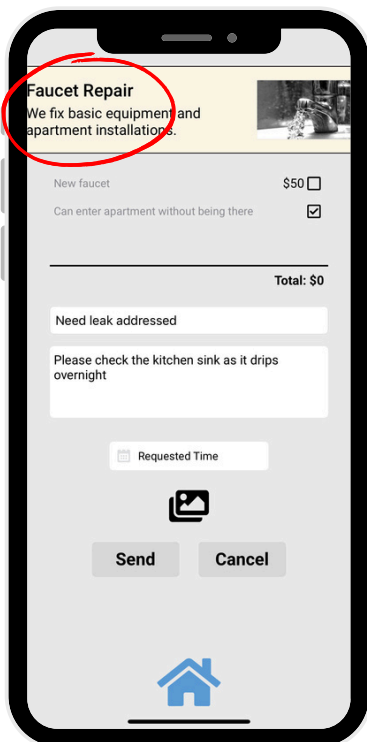 Faucet Repair
We fix basic equipment and
apartment installations.
New faucet
$50
Can enter apartment without being there
Total: $0
Need leak addressed
Please check the kitchen sink as it drips
overnight
Requested Time
Send
Cancel